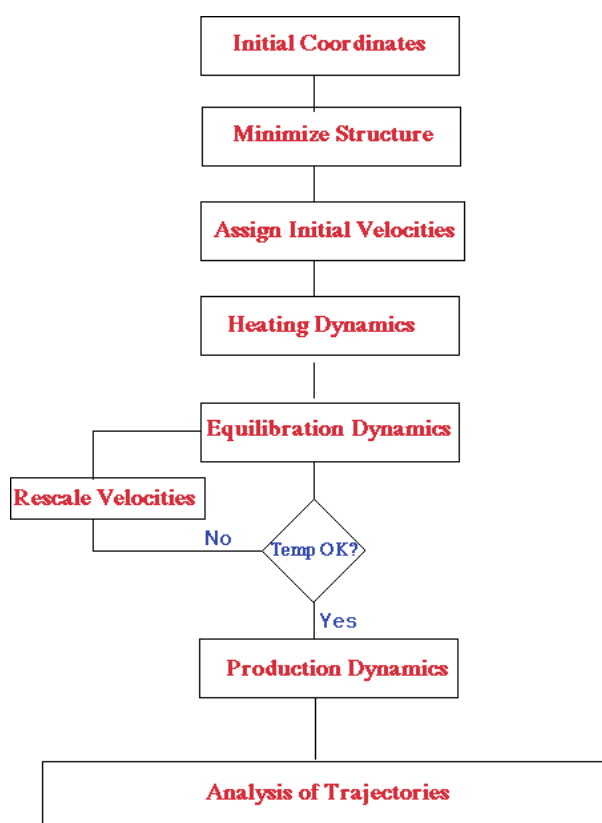 Initial Coordinates
Minimize Structure
Assign Initial Velocities
Heating Dynamics
Equilibration Dynamics
Rescale Velocities
No
Temp OK?
Yes
Production Dynamics
Analysis of Trajectories